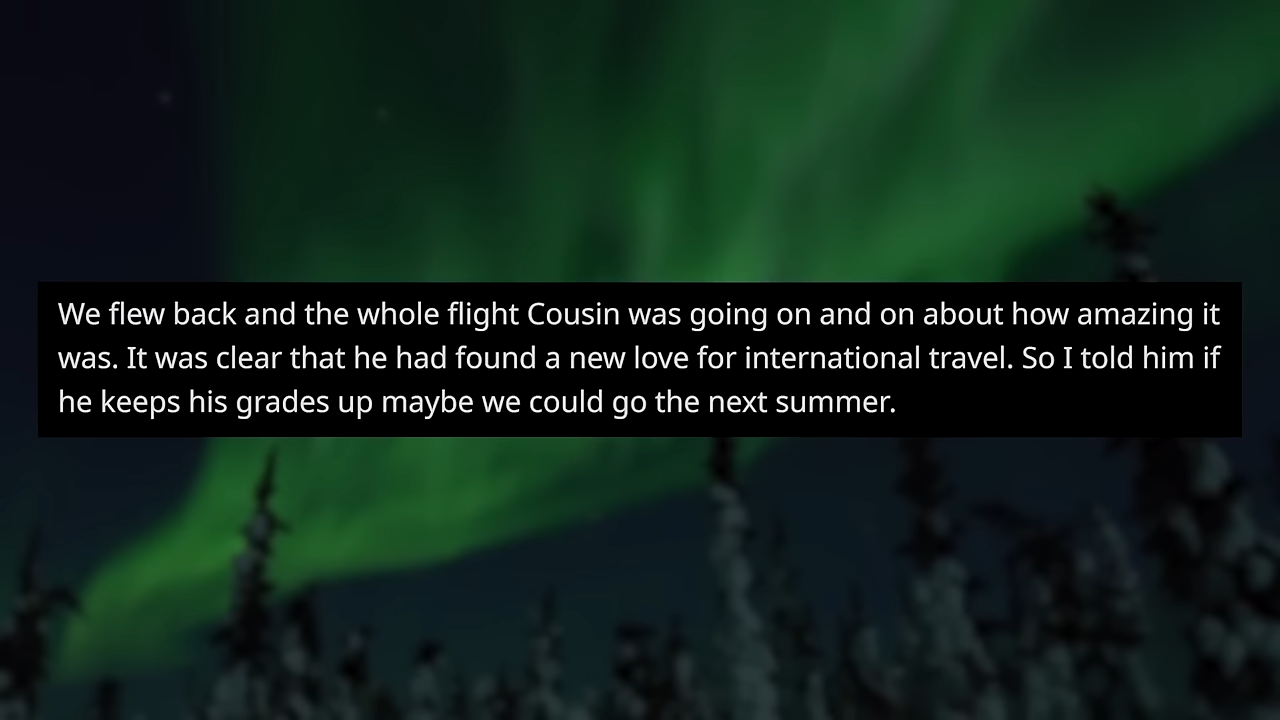 We flew back and the whole flight Cousin was going on and on about how amazing it
was. It was clear that he had found a new love for international travel. So I told him if
he keeps his grades up maybe we could go the next summer.